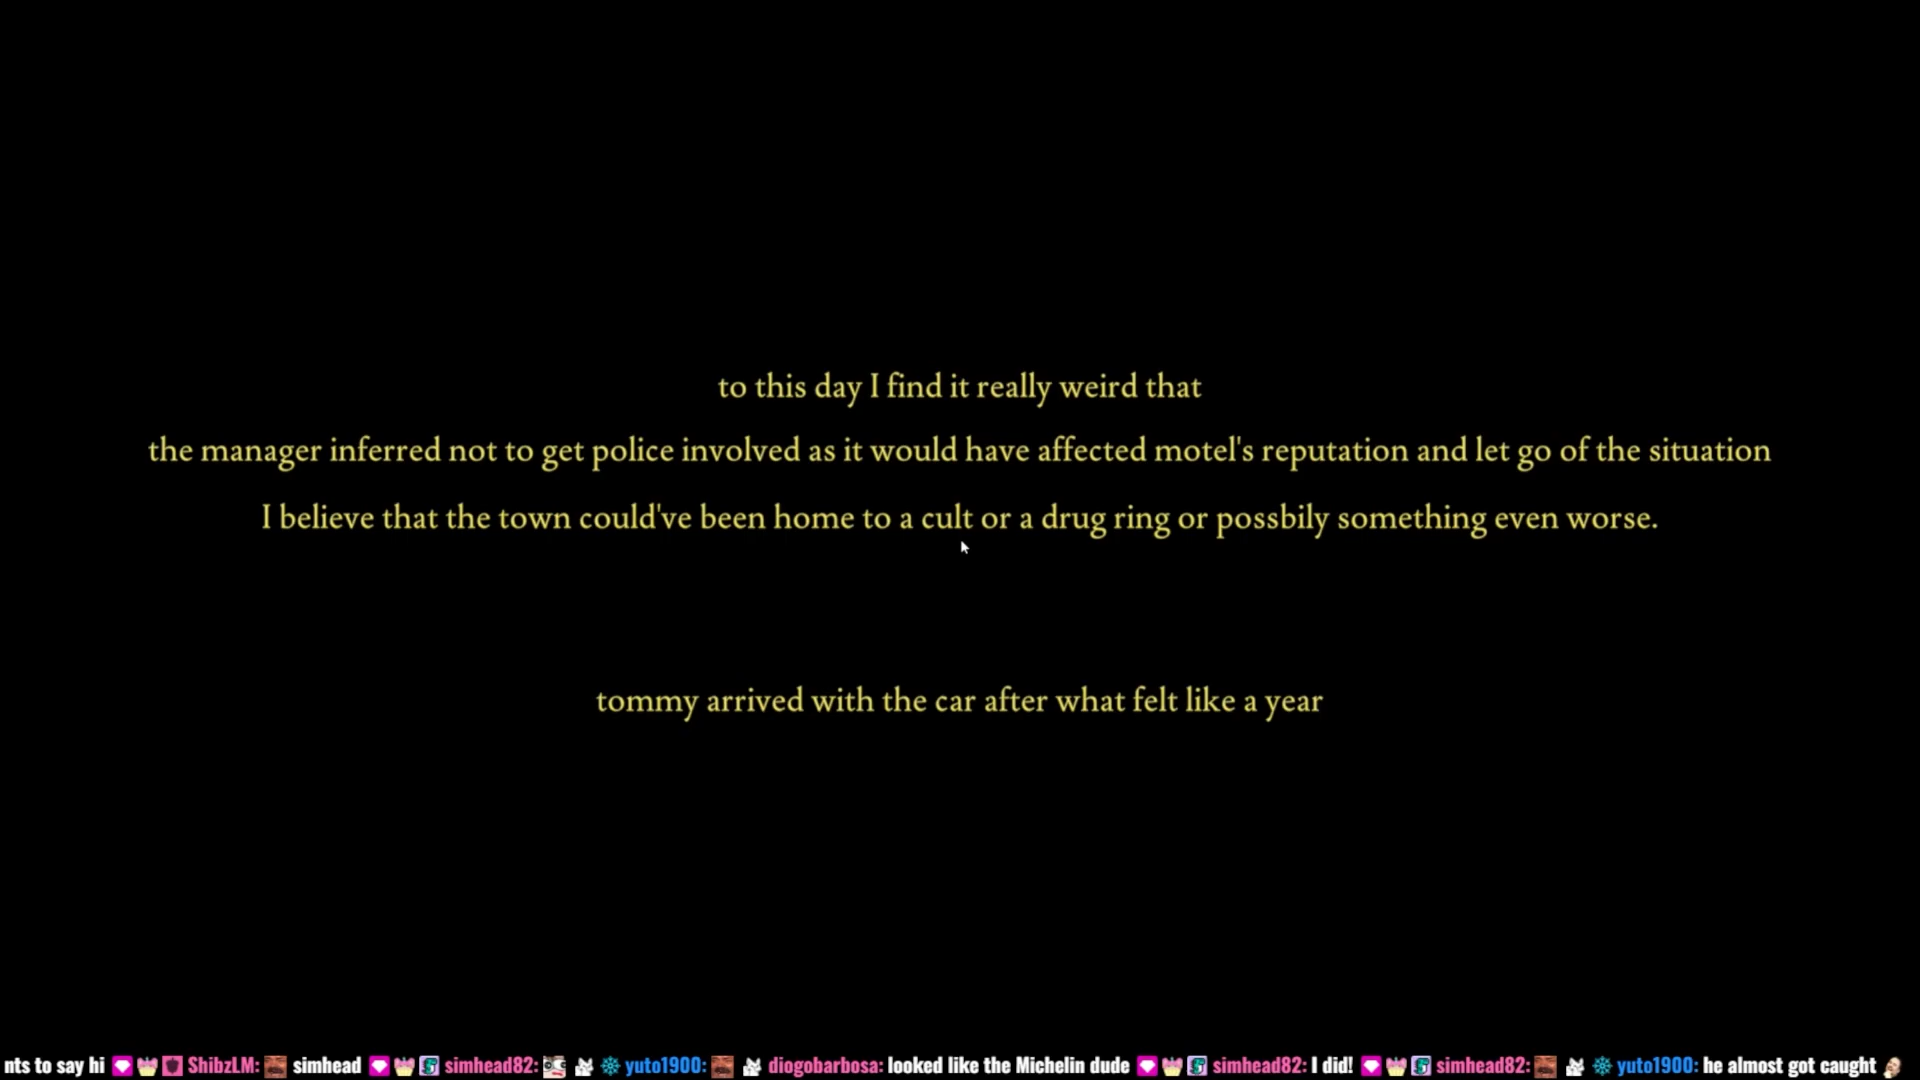 to this day I find it really weird that
the manager inferred not to get police involved as it would have affected motel's reputation and let go of the situation
I believe that the town could've been home to a cult or a drug ring or possbily something even worse.
tommy arrived with the car after what felt like a year
nts to say hi ShibzLM: simhead simhead82: yuto1900: diogobarbosa: looked like the Michelin dude simhead82: I did! simhead82: yuto1900: he almost got caught